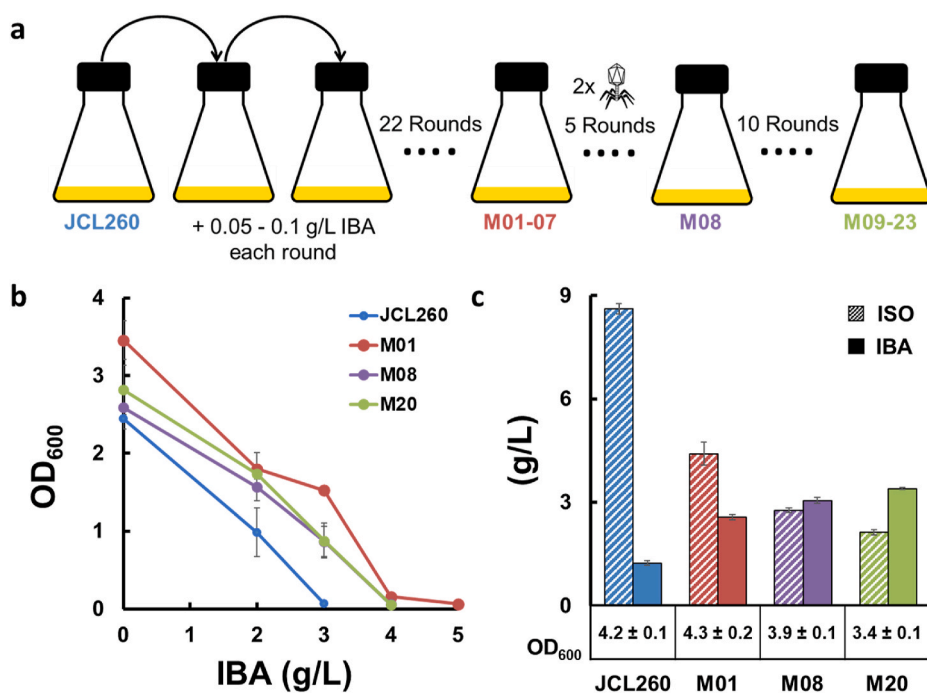 a
2x
22 Rounds
5 Rounds
10 Rounds
JCL260
+ 0.05 - 0.1 g/L IBA
each round
M01-07
M08
M09-23
b
4
3
2
1
0
OD600
0
1
2
3
4
5
IBA (g/L)
JCL260
M01
M08
M20
c
9
6
3
0
(g/L)
ISO
IBA
OD600
4.2 ± 0.1
4.3 ± 0.2
3.9 ± 0.1
3.4 ± 0.1
JCL260
M01
M08
M20